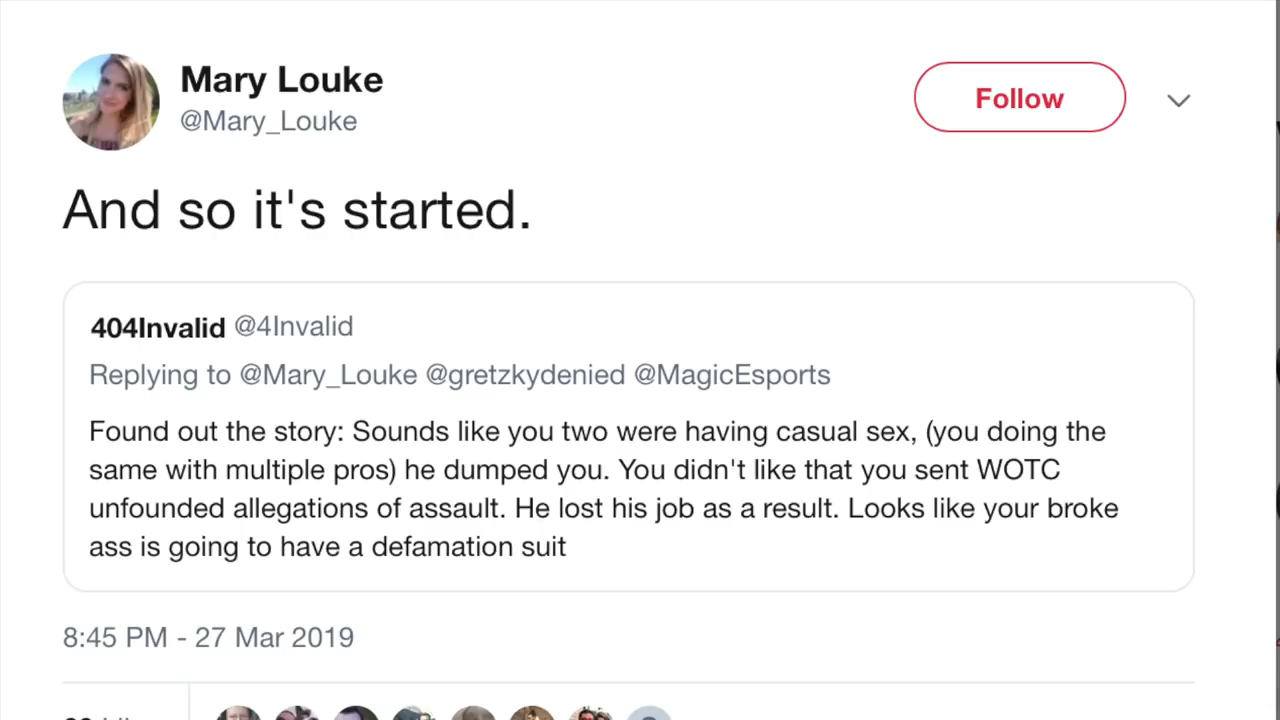 Mary Louke
@Mary_Louke
Follow
And so it's started.
404Invalid @4Invalid
Replying to @Mary_Louke @gretzkydenied @MagicEsports
Found out the story: Sounds like you two were having casual sex, (you doing the
same with multiple pros) he dumped you. You didn't like that you sent WOTC
unfounded allegations of assault. He lost his job as a result. Looks like your broke
ass is going to have a defamation suit
8:45 PM - 27 Mar 2019